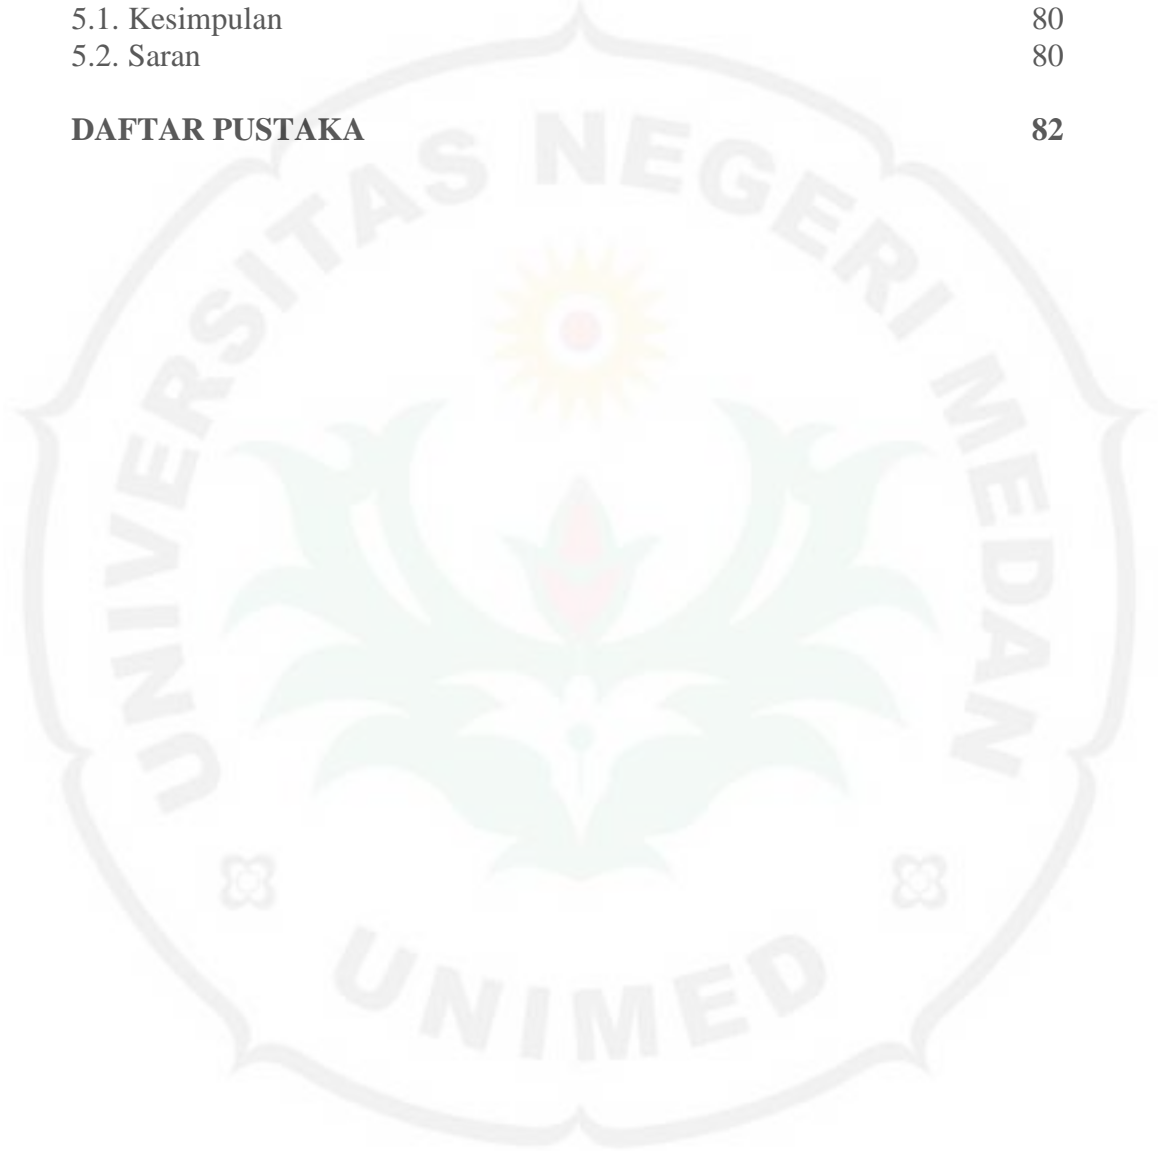 5.1. Kesimpulan 80
5.2. Saran 80
DAFTAR PUSTAKA 82
UNIVERSITAS NEGERI MEDAN
UNIMED